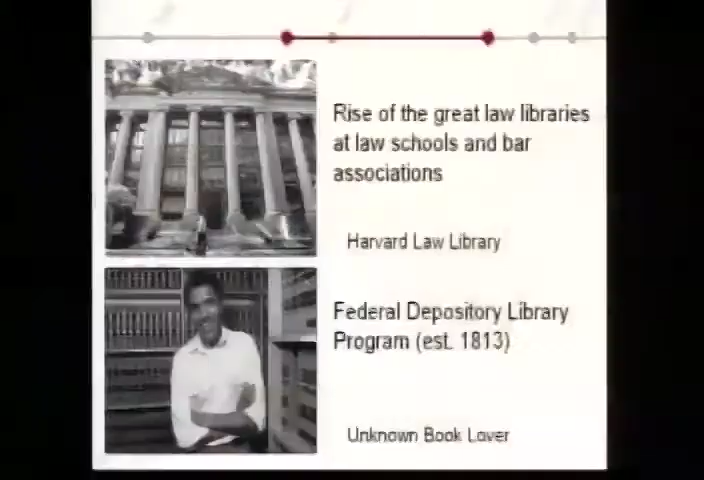 Rise of the great law libraries
at law schools and bar
associations
Harvard Law Library
Federal Depository Library
Program (est. 1813)
Unknown Book Lover